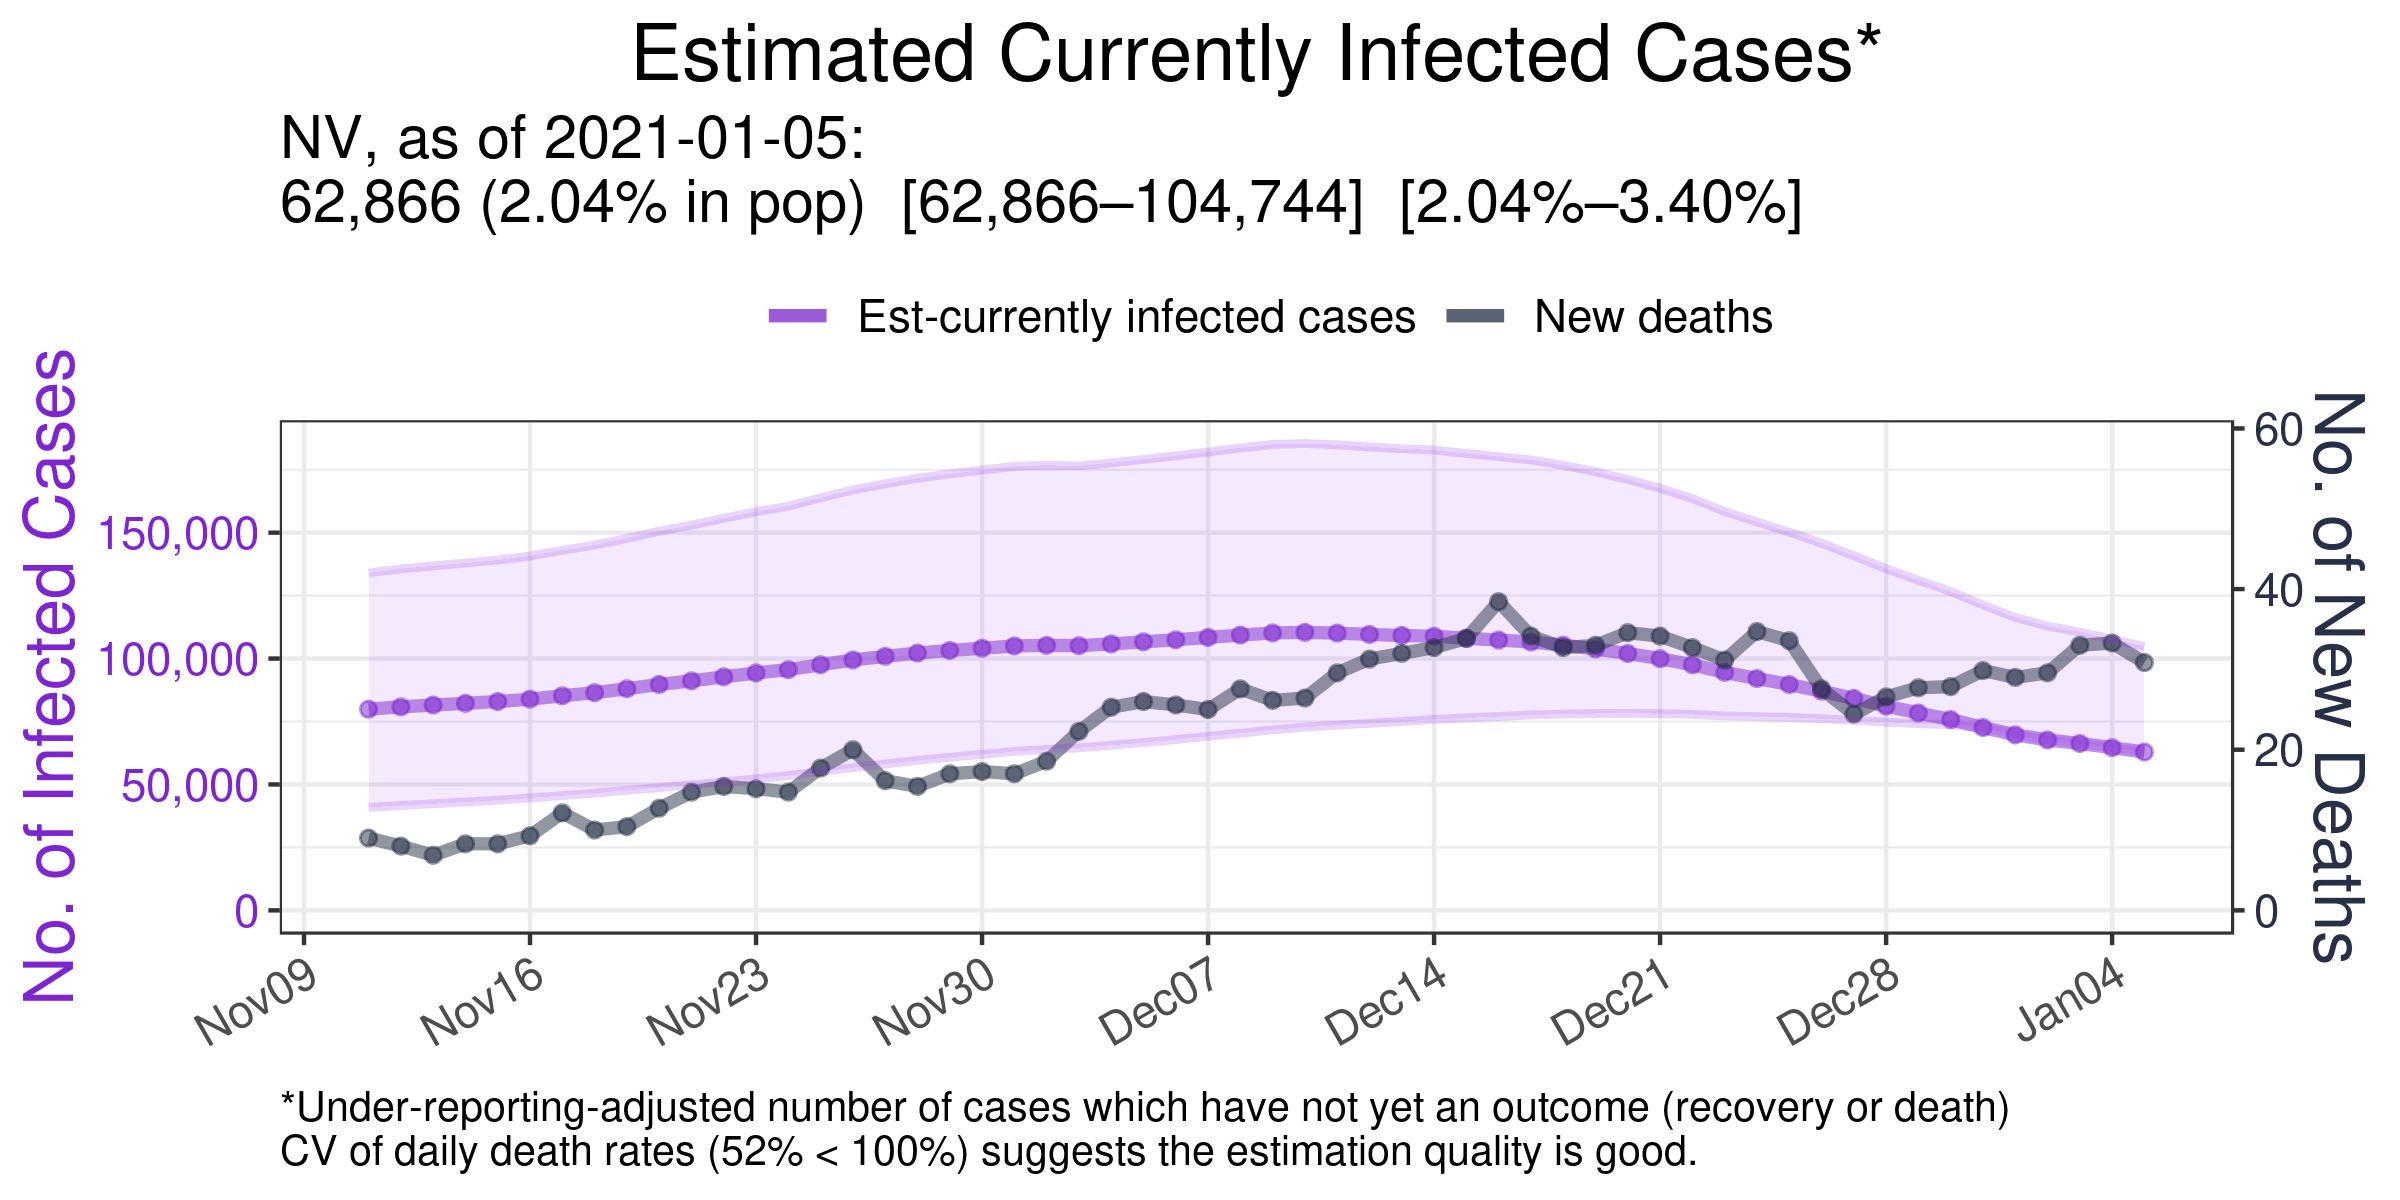 Estimated Currently Infected Cases*
NV, as of 2021-01-05:
62,866 (2.04% in pop)  [62,866–104,744]  [2.04%–3.40%]
Est-currently infected cases
New deaths
No. of Infected Cases
150,000
100,000
50,000
0
60
40
20
0
No. of New Deaths
Nov09
Nov16
Nov23
Nov30
Dec07
Dec14
Dec21
Dec28
Jan04
*Under-reporting-adjusted number of cases which have not yet an outcome (recovery or death)
CV of daily death rates (52% < 100%) suggests the estimation quality is good.